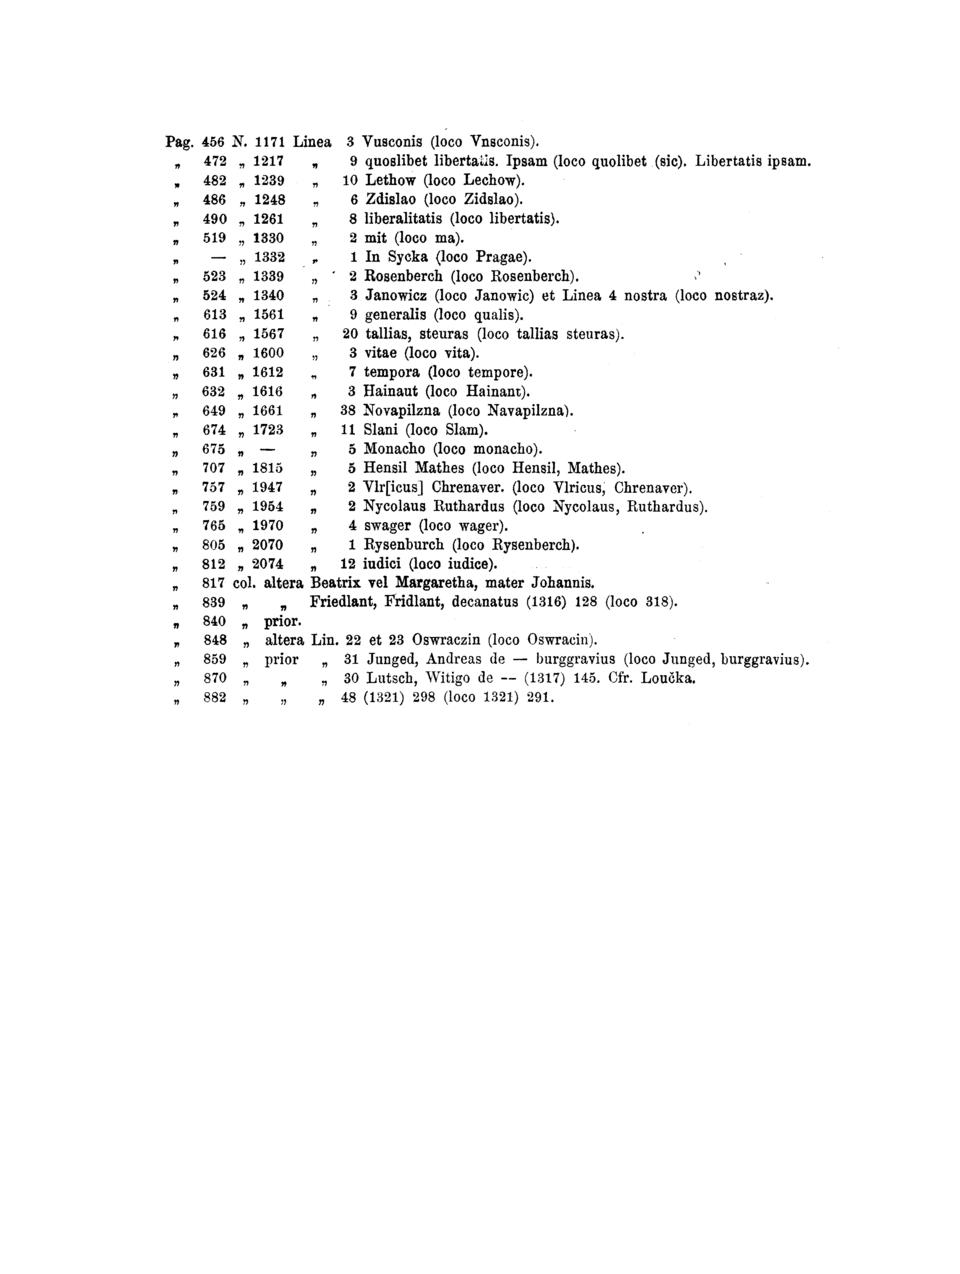 Pag. 456 N. 1171 Linea 3 Vusconis (loco Vnsconis).
„ 472 „ 1217 „ 9 quoslibet libertatis. Ipsam (loco quolibet (sic). Libertatis ipsam.
„ 482 „ 1239 „ 10 Lethow (loco Lechow).
„ 486 „ 1248 „ 6 Zdislao (loco Zidslao).
„ 490 „ 1261 „ 8 liberalitatis (loco libertatis).
„ 519 „ 1330 „ 2 mit (loco ma).
„ — „ 1332 „ 1 In Sycka (loco Pragae).
„ 523 „ 1339 „ 2 Rosenberch (loco Rosenberch).
„ 524 „ 1340 „ 3 Janowicz (loco Janowic) et Linea 4 nostra (loco nostraz).
„ 613 „ 1561 „ 9 generalis (loco qualis).
„ 616 „ 1567 „ 20 tallias, steuras (loco tallias steuras).
„ 626 „ 1600 „ 3 vitae (loco vita).
„ 631 „ 1612 „ 7 tempora (loco tempore).
„ 632 „ 1616 „ 3 Hainaut (loco Hainant).
„ 649 „ 1661 „ 38 Novapilzna (loco Navapilzna).
„ 674 „ 1723 „ 11 Slani (loco Slam).
„ 675 „ — „ 5 Monacho (loco monacho).
„ 707 „ 1815 „ 5 Hensil Mathes (loco Hensil, Mathes).
„ 757 „ 1947 „ 2 Vlr[icus] Chrenaver. (loco Vlricus, Chrenaver).
„ 759 „ 1954 „ 2 Nycolaus Ruthardus (loco Nycolaus, Ruthardus).
„ 765 „ 1970 „ 4 swager (loco wager).
„ 805 „ 2070 „ 1 Rysenburch (loco Rysenberch).
„ 812 „ 2074 „ 12 iudici (loco iudice).
„ 817 col. altera Beatrix vel Margaretha, mater Johannis.
„ 839 „ „ Friedlant, Fridlant, decanatus (1316) 128 (loco 318).
„ 840 „ prior.
„ 848 „ altera Lin. 22 et 23 Oswraczin (loco Oswracin).
„ 859 „ prior „ 31 Junged, Andreas de — burggravius (loco Junged, burggravius).
„ 870 „ „ „ 30 Lutsch, Witigo de -- (1317) 145. Cfr. Loučka.
„ 882 „ „ „ 48 (1321) 298 (loco 1321) 291.